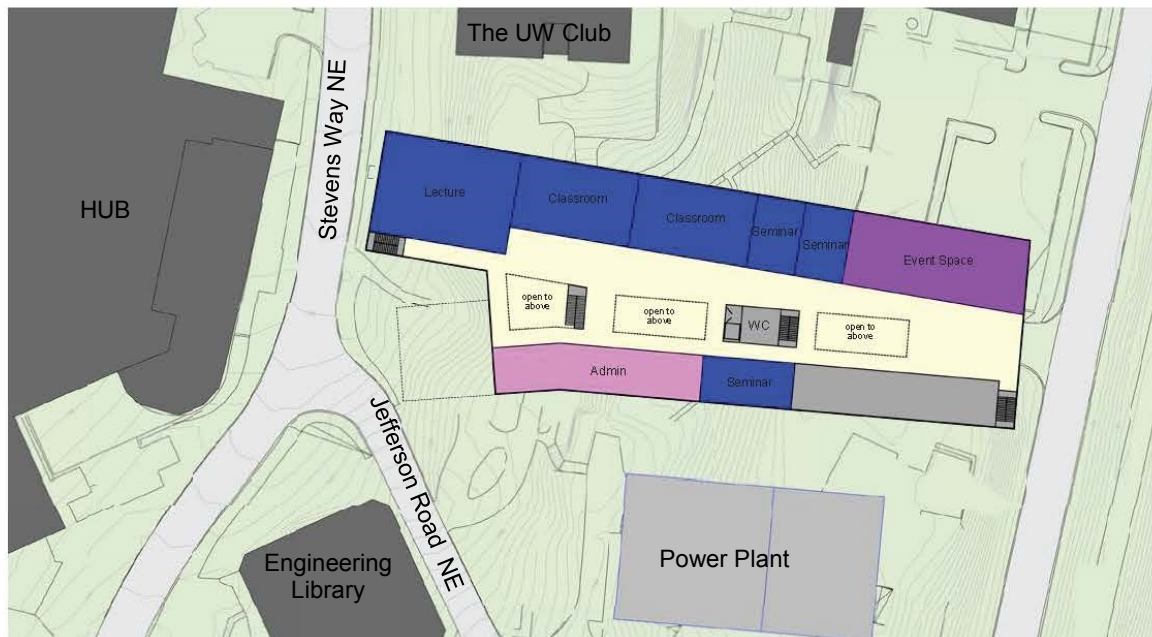 The UW Club
Stevens Way NE
HUB
Lecture
Classroom
Classroom
Seminar
Seminar
Event Space
open to
above
open to
above
WC
open to
above
Admin
Seminar
Jefferson Road NE
Engineering
Library
Power Plant